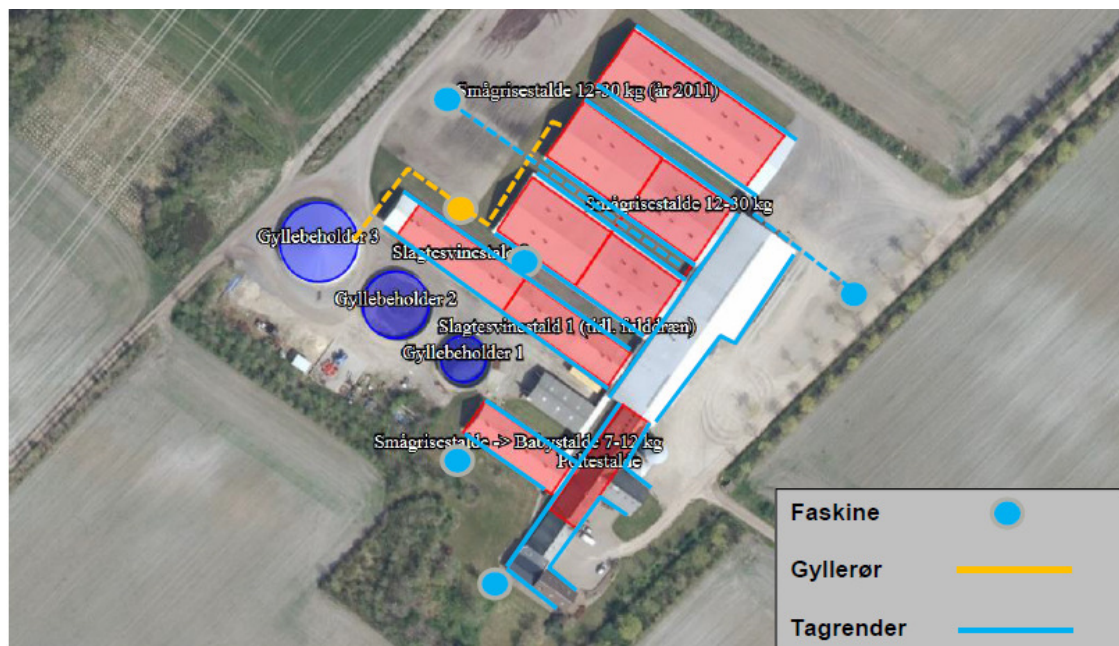 Smågrisestalde 12-30 kg (år 2011)
Smågrisestalde 12-30 kg
Gyllebeholder 3
Slagtesvinestald
Gyllebeholder 2
Slagtesvinestald 1 (tidl. fulddræn)
Gyllebeholder 1
Smågrisestalde -> Babystalde 7-12 kg
Poltestalde
Faskine
Gyllerør
Tagrender